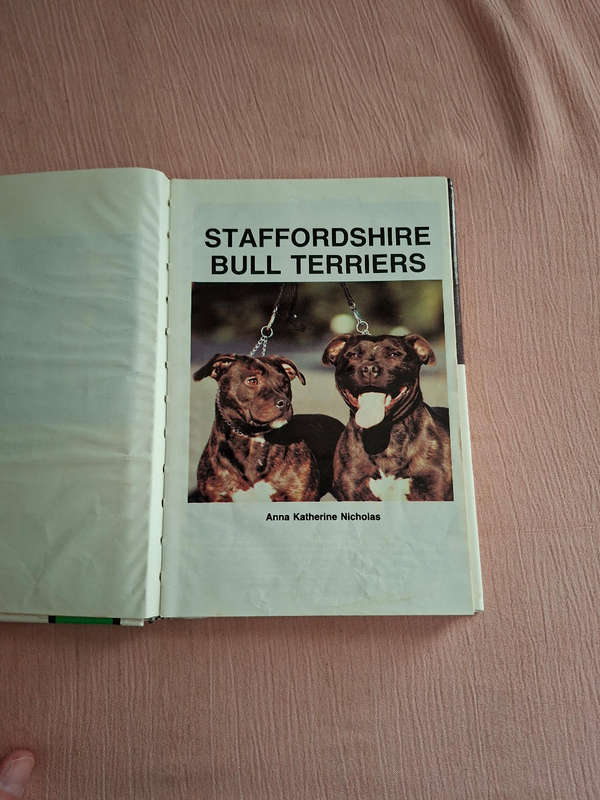 STAFFORDSHIRE
BULL TERRIERS
Anna Katherine Nicholas